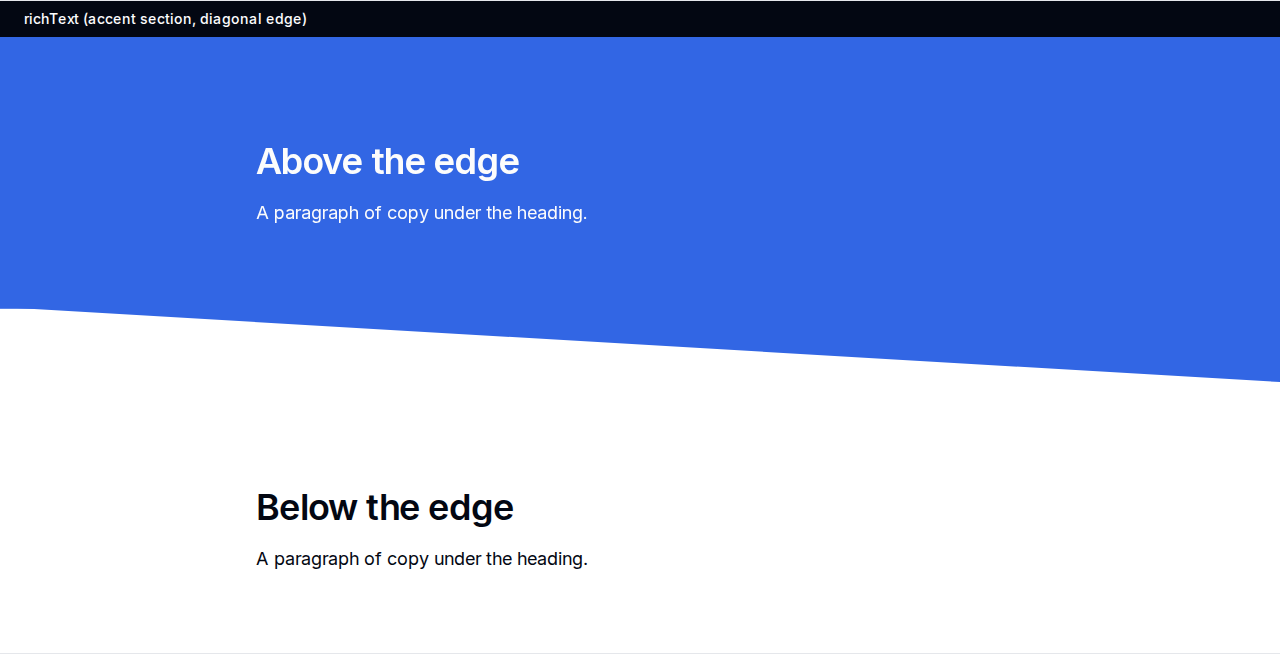 richText (accent section, diagonal edge)
Above the edge
A paragraph of copy under the heading.
Below the edge
A paragraph of copy under the heading.